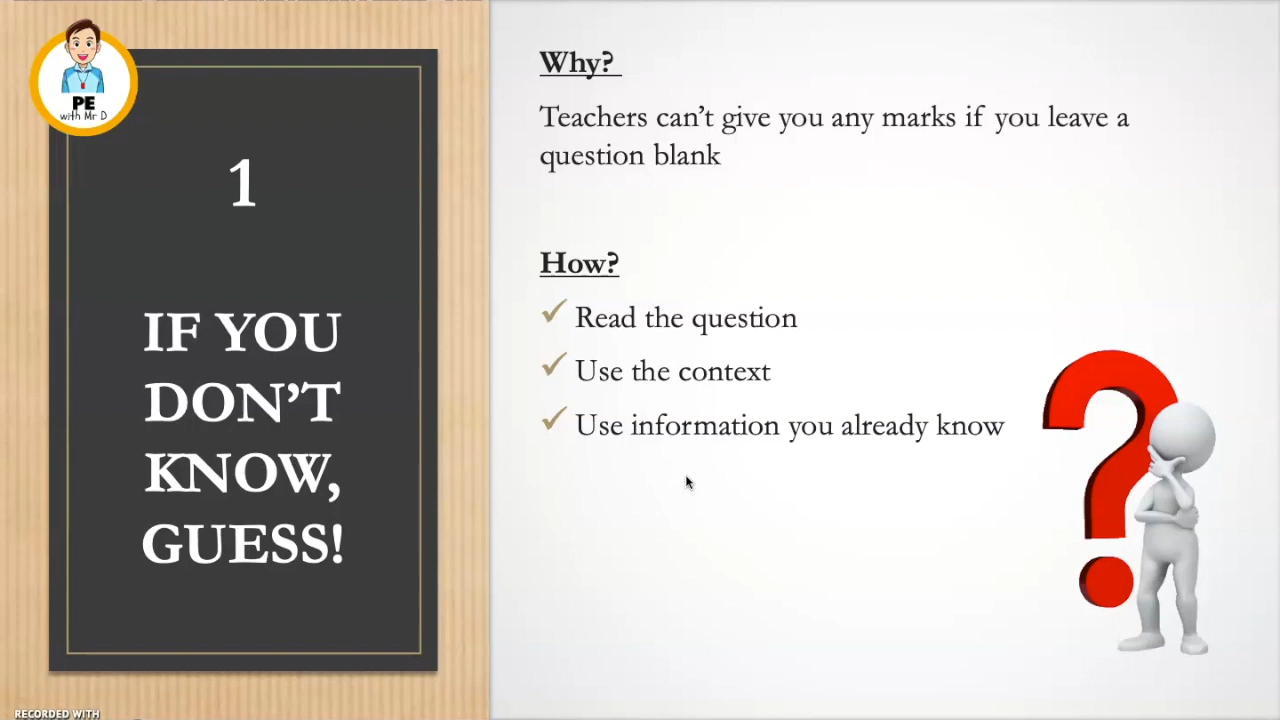 PE
with Mr D
1
IF YOU
DON'T
KNOW,
GUESS!
Why?
Teachers can't give you any marks if you leave a
question blank
How?
Read the question
Use the context
Use information you already know
RECORDED WITH